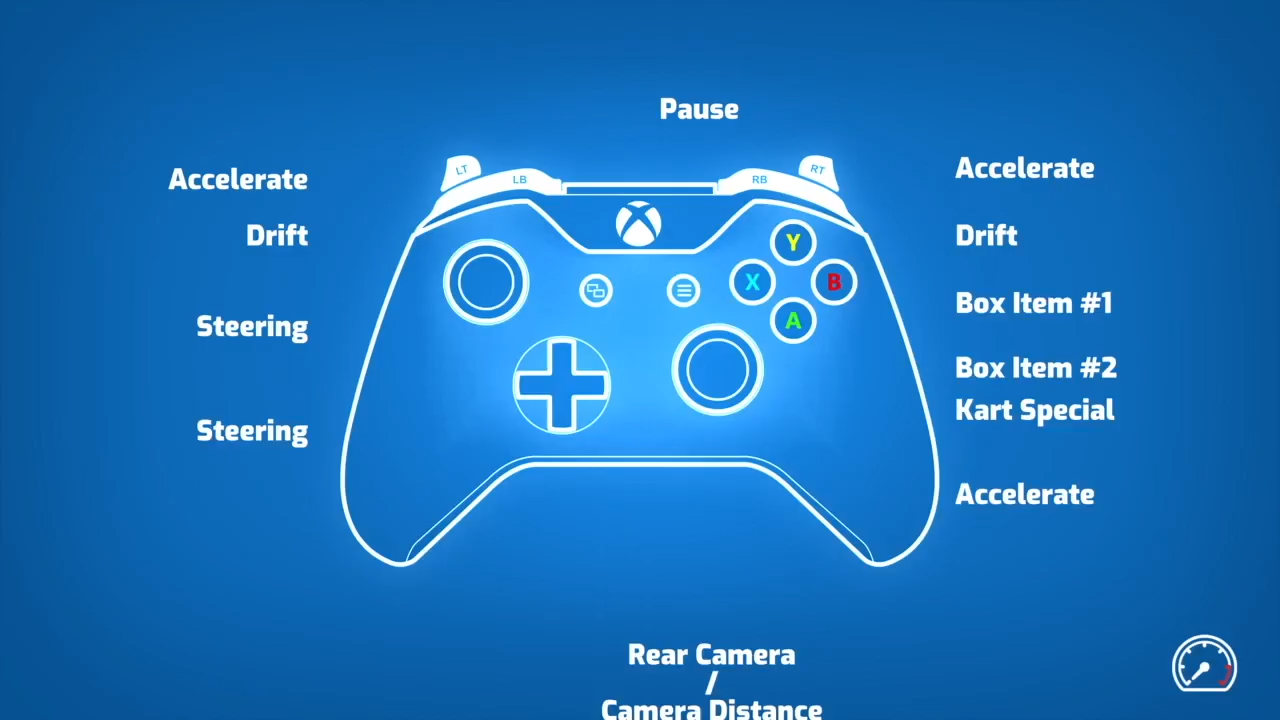 Pause
Accelerate
LT
LB
RB
RT
Accelerate
Drift
Y
Drift
X
B
Box Item #1
Steering
A
Box Item #2
Kart Special
Steering
Accelerate
Rear Camera
/
Camera Distance